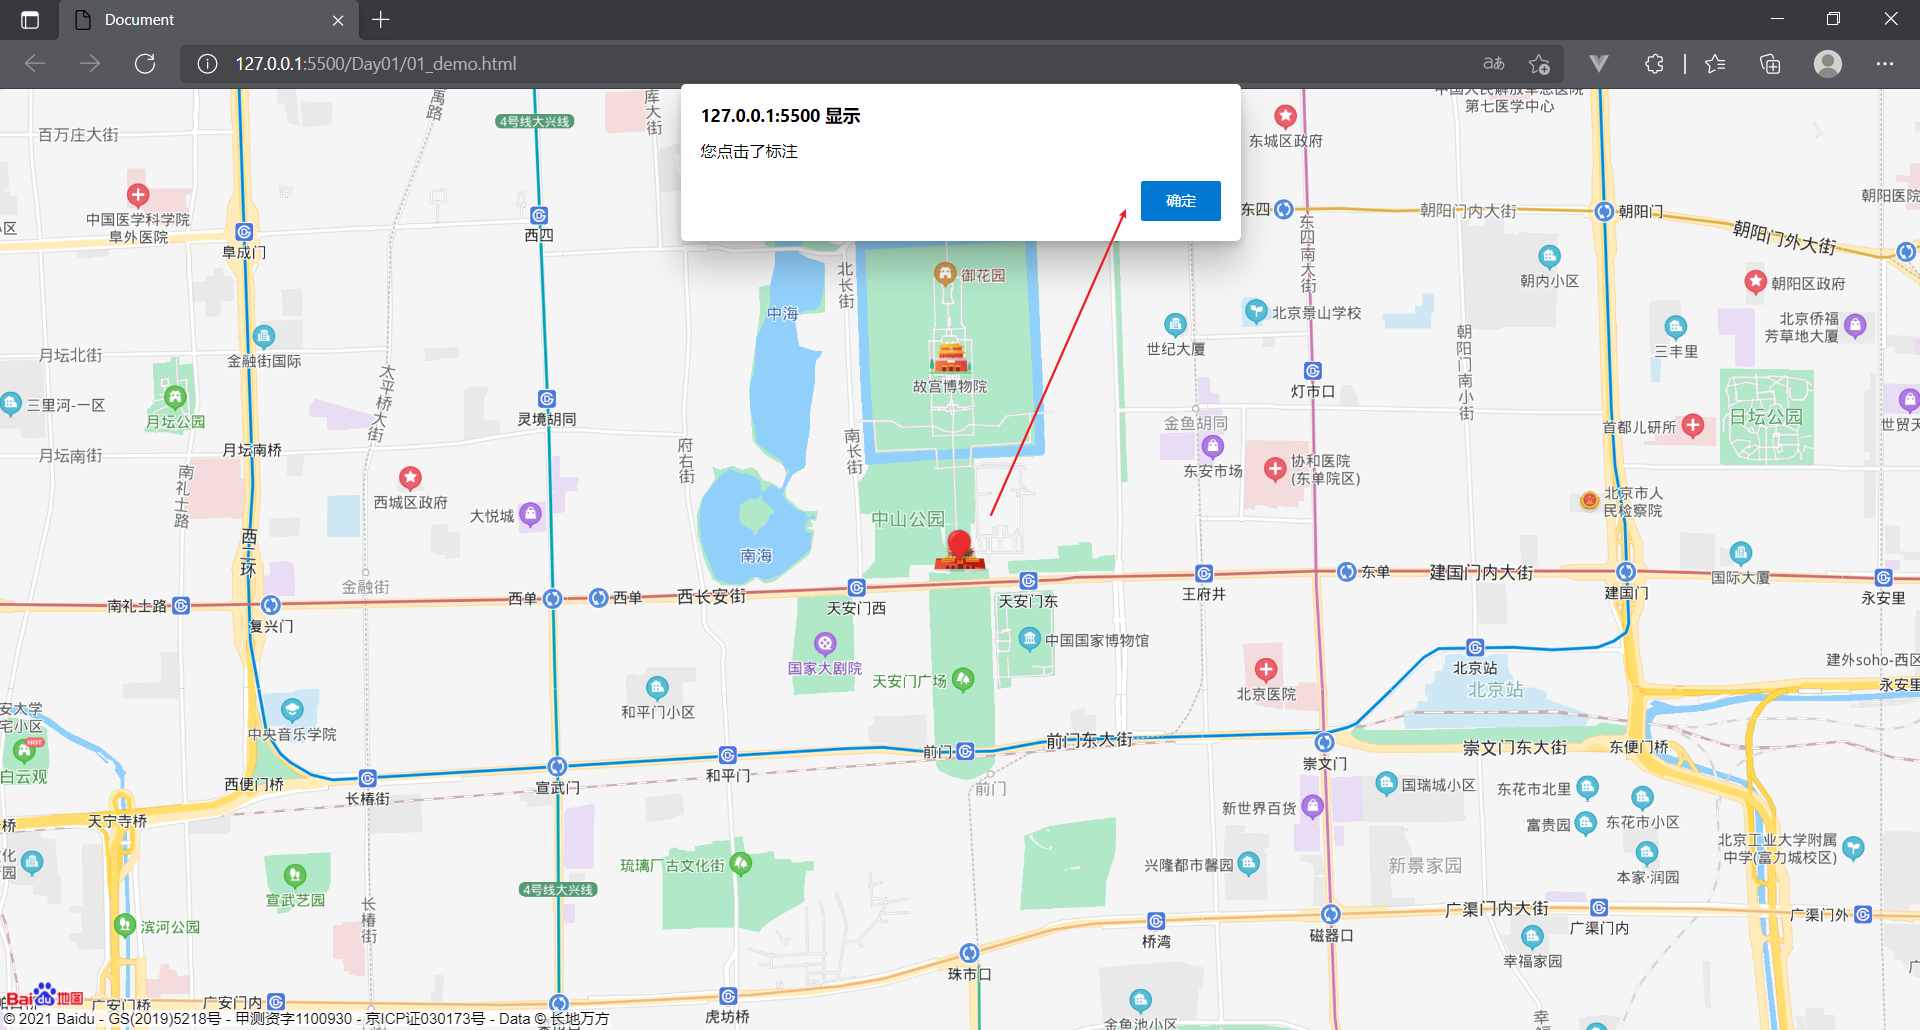 Document
127.0.0.1:5500/Day01/01_demo.html
127.0.0.1:5500 显示
您点击了标注
确定
禹路
库大街
4号线大兴线
百万庄大街
第七医学中心
东城区政府
中国医学科学院
阜外医院
阜成门
西四
东四
东四南大街
朝阳门内大街
朝阳门
朝阳门外大街
朝阳医院
小区
北长街
御花园
中海
朝内小区
朝阳区政府
北京景山学校
世纪大厦
北京侨福
芳草地大厦
三丰里
朝阳门南小街
月坛北街
金融街国际
太平桥大街
故宫博物院
灯市口
三里河-一区
月坛公园
灵境胡同
金鱼胡同
日坛公园
首都儿研所
世贸天
月坛南桥
月坛南街
南礼士路
府右街
南长街
东安市场
协和医院
(东单院区)
西城区政府
大悦城
中山公园
北京市人
民检察院
西二环
南海
金融街
东单
建国门内大街
国际大厦
建国门
永安里
南礼士路
复兴门
西单
西单
西长安街
天安门西
天安门东
王府井
中国国家博物馆
国家大剧院
天安门广场
北京医院
北京站
北京站
建外soho-西区
永安里
和平门小区
安大学
宅小区
HOT
白云观
中央音乐学院
前门
前门东大街
前门
崇文门
崇文门东大街
东便门桥
西便门桥
长椿街
宣武门
和平门
天宁寺桥
桥
国瑞城小区
东花市北里
新世界百货
富贵园
东花市小区
北京工业大学附属
中学(富力城校区)
琉璃厂古文化街
兴隆都市馨园
新景家园
本家·润园
4号线大兴线
宣武艺园
长椿街
滨河公园
桥湾
磁器口
广渠门内大街
广渠门内
广渠门外
幸福家园
珠市口
Baidu地图
广安门桥
广安门内
虎坊桥
金鱼池小区
幸福
© 2021 Baidu - GS(2019)5218号 - 甲测资字1100930 - 京ICP证030173号 - Data © 长地万方